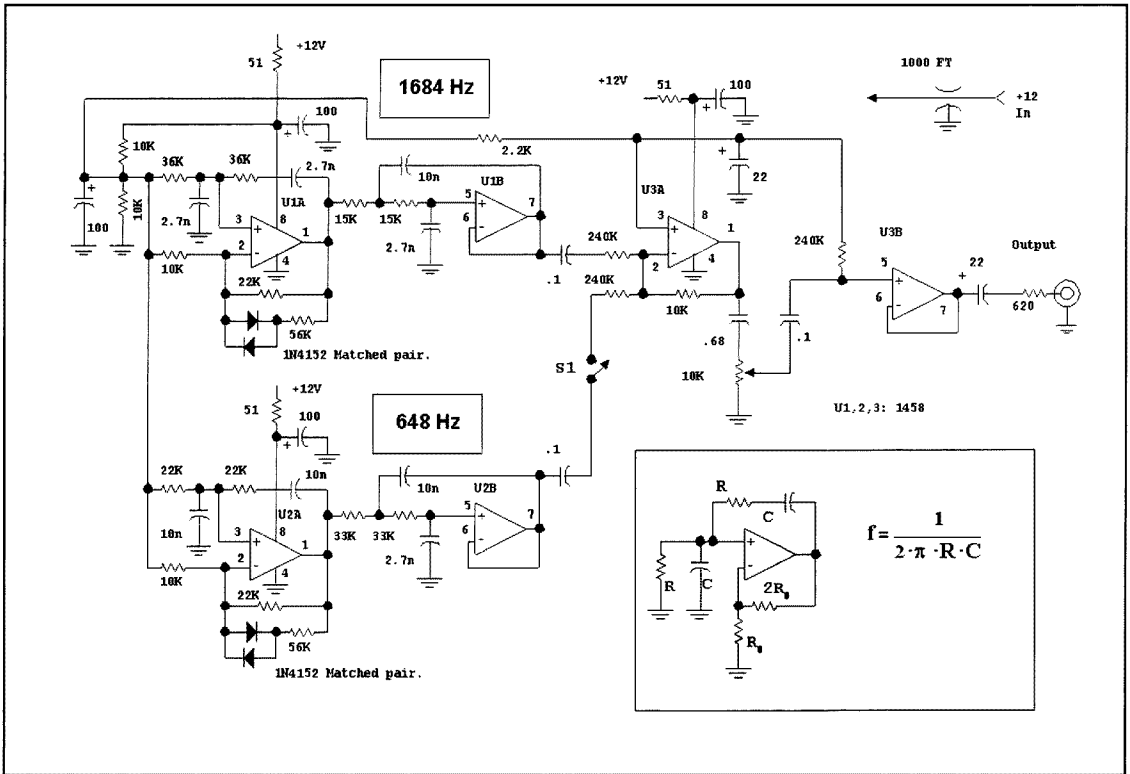 +12V
51
1684 Hz
100
10K
36K
36K
2.7n
U1A
3
8
1
2
4
2.7n
10K
100
10K
22K
56K
1N4152 Matched pair.
15K
15K
10n
U1B
5
6
7
2.7n
.1
2.2K
+12V
51
100
22
U3A
3
8
1
2
4
240K
240K
10K
.68
10K
S1
.1
240K
U3B
5
6
7
22
Output
620
1000 FT
+12
In
U1,2,3: 1458
+12V
51
100
648 Hz
22K
22K
10n
U2A
3
8
1
2
4
10n
10K
22K
56K
1N4152 Matched pair.
33K
33K
10n
U2B
5
6
7
2.7n
.1
R
C
R
C
2R0
R0
f = 1 / 2·π·R·C